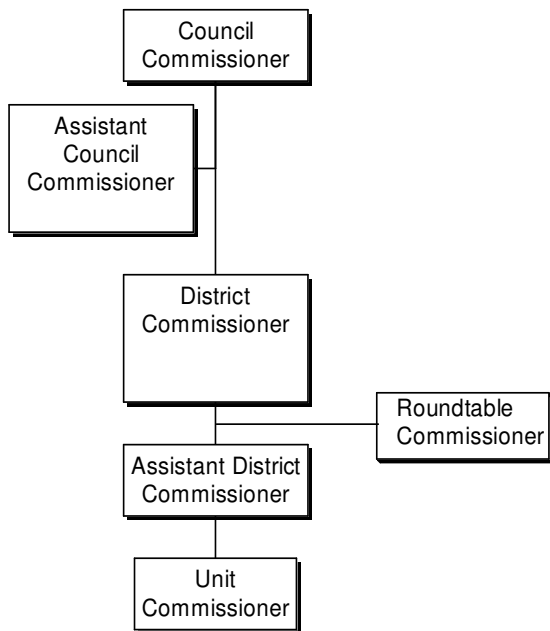 Council
Commissioner
Assistant
Council
Commissioner
District
Commissioner
Roundtable
Commissioner
Assistant District
Commissioner
Unit
Commissioner